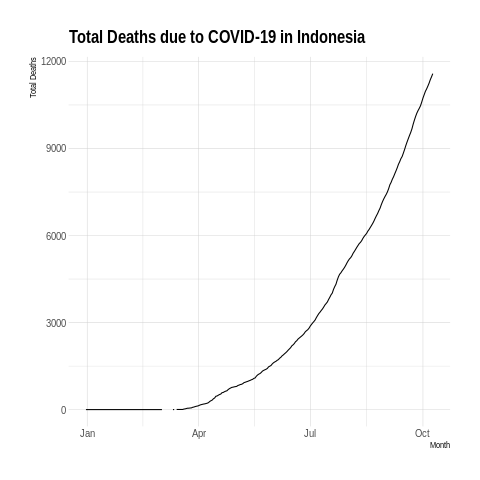 Total Deaths due to COVID-19 in Indonesia
Total Deaths
12000
9000
6000
3000
0
Jan Apr Jul Oct
Month